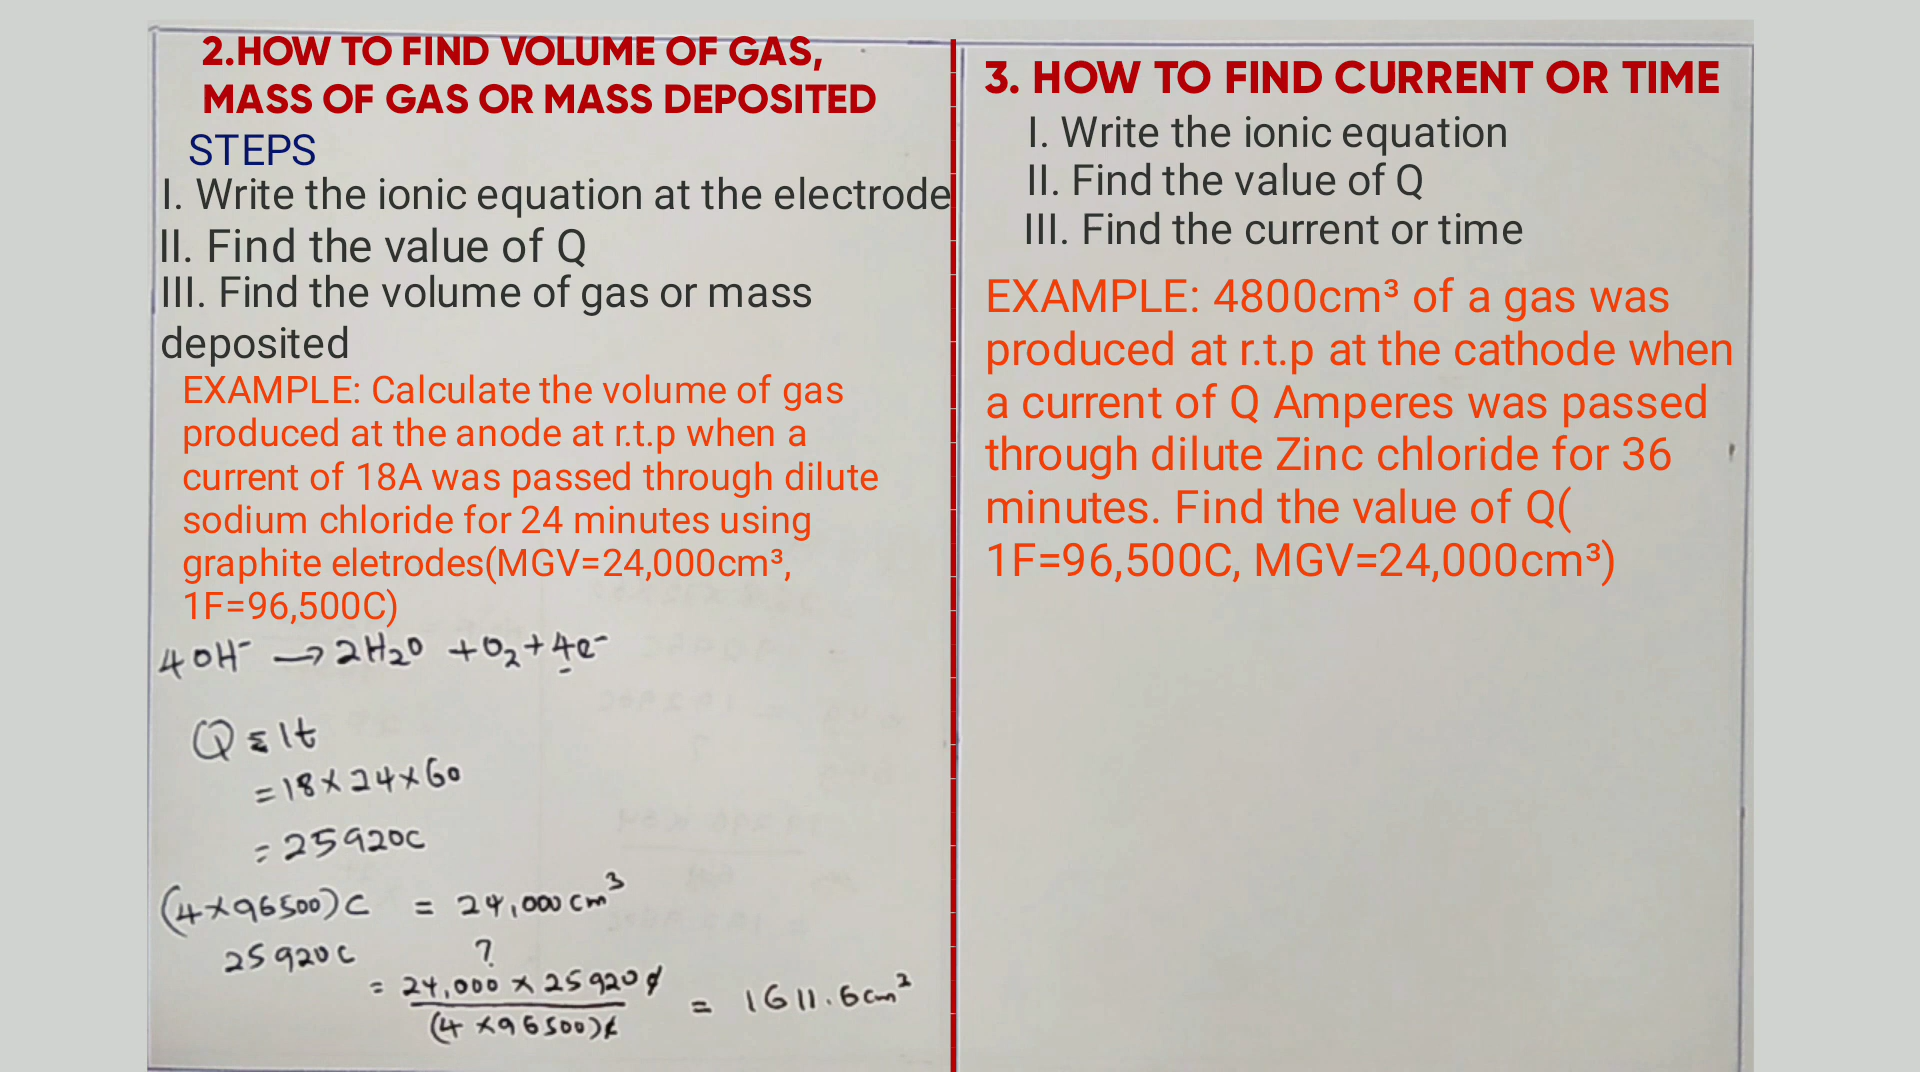 2.HOW TO FIND VOLUME OF GAS,
MASS OF GAS OR MASS DEPOSITED
STEPS
I. Write the ionic equation at the electrode
II. Find the value of Q
III. Find the volume of gas or mass
deposited
EXAMPLE: Calculate the volume of gas
produced at the anode at r.t.p when a
current of 18A was passed through dilute
sodium chloride for 24 minutes using
graphite eletrodes(MGV=24,000cm³,
1F=96,500C)
4OH⁻ → 2H₂O + O₂ + 4e⁻
Q = It
= 18 × 24 × 60
= 25920C
(4×96500)C = 24,000cm³
25920C ?
= 24,000 × 25920C
(4 × 96500)C
= 1611.6cm³
3. HOW TO FIND CURRENT OR TIME
I. Write the ionic equation
II. Find the value of Q
III. Find the current or time
EXAMPLE: 4800cm³ of a gas was
produced at r.t.p at the cathode when
a current of Q Amperes was passed
through dilute Zinc chloride for 36
minutes. Find the value of Q(
1F=96,500C, MGV=24,000cm³)